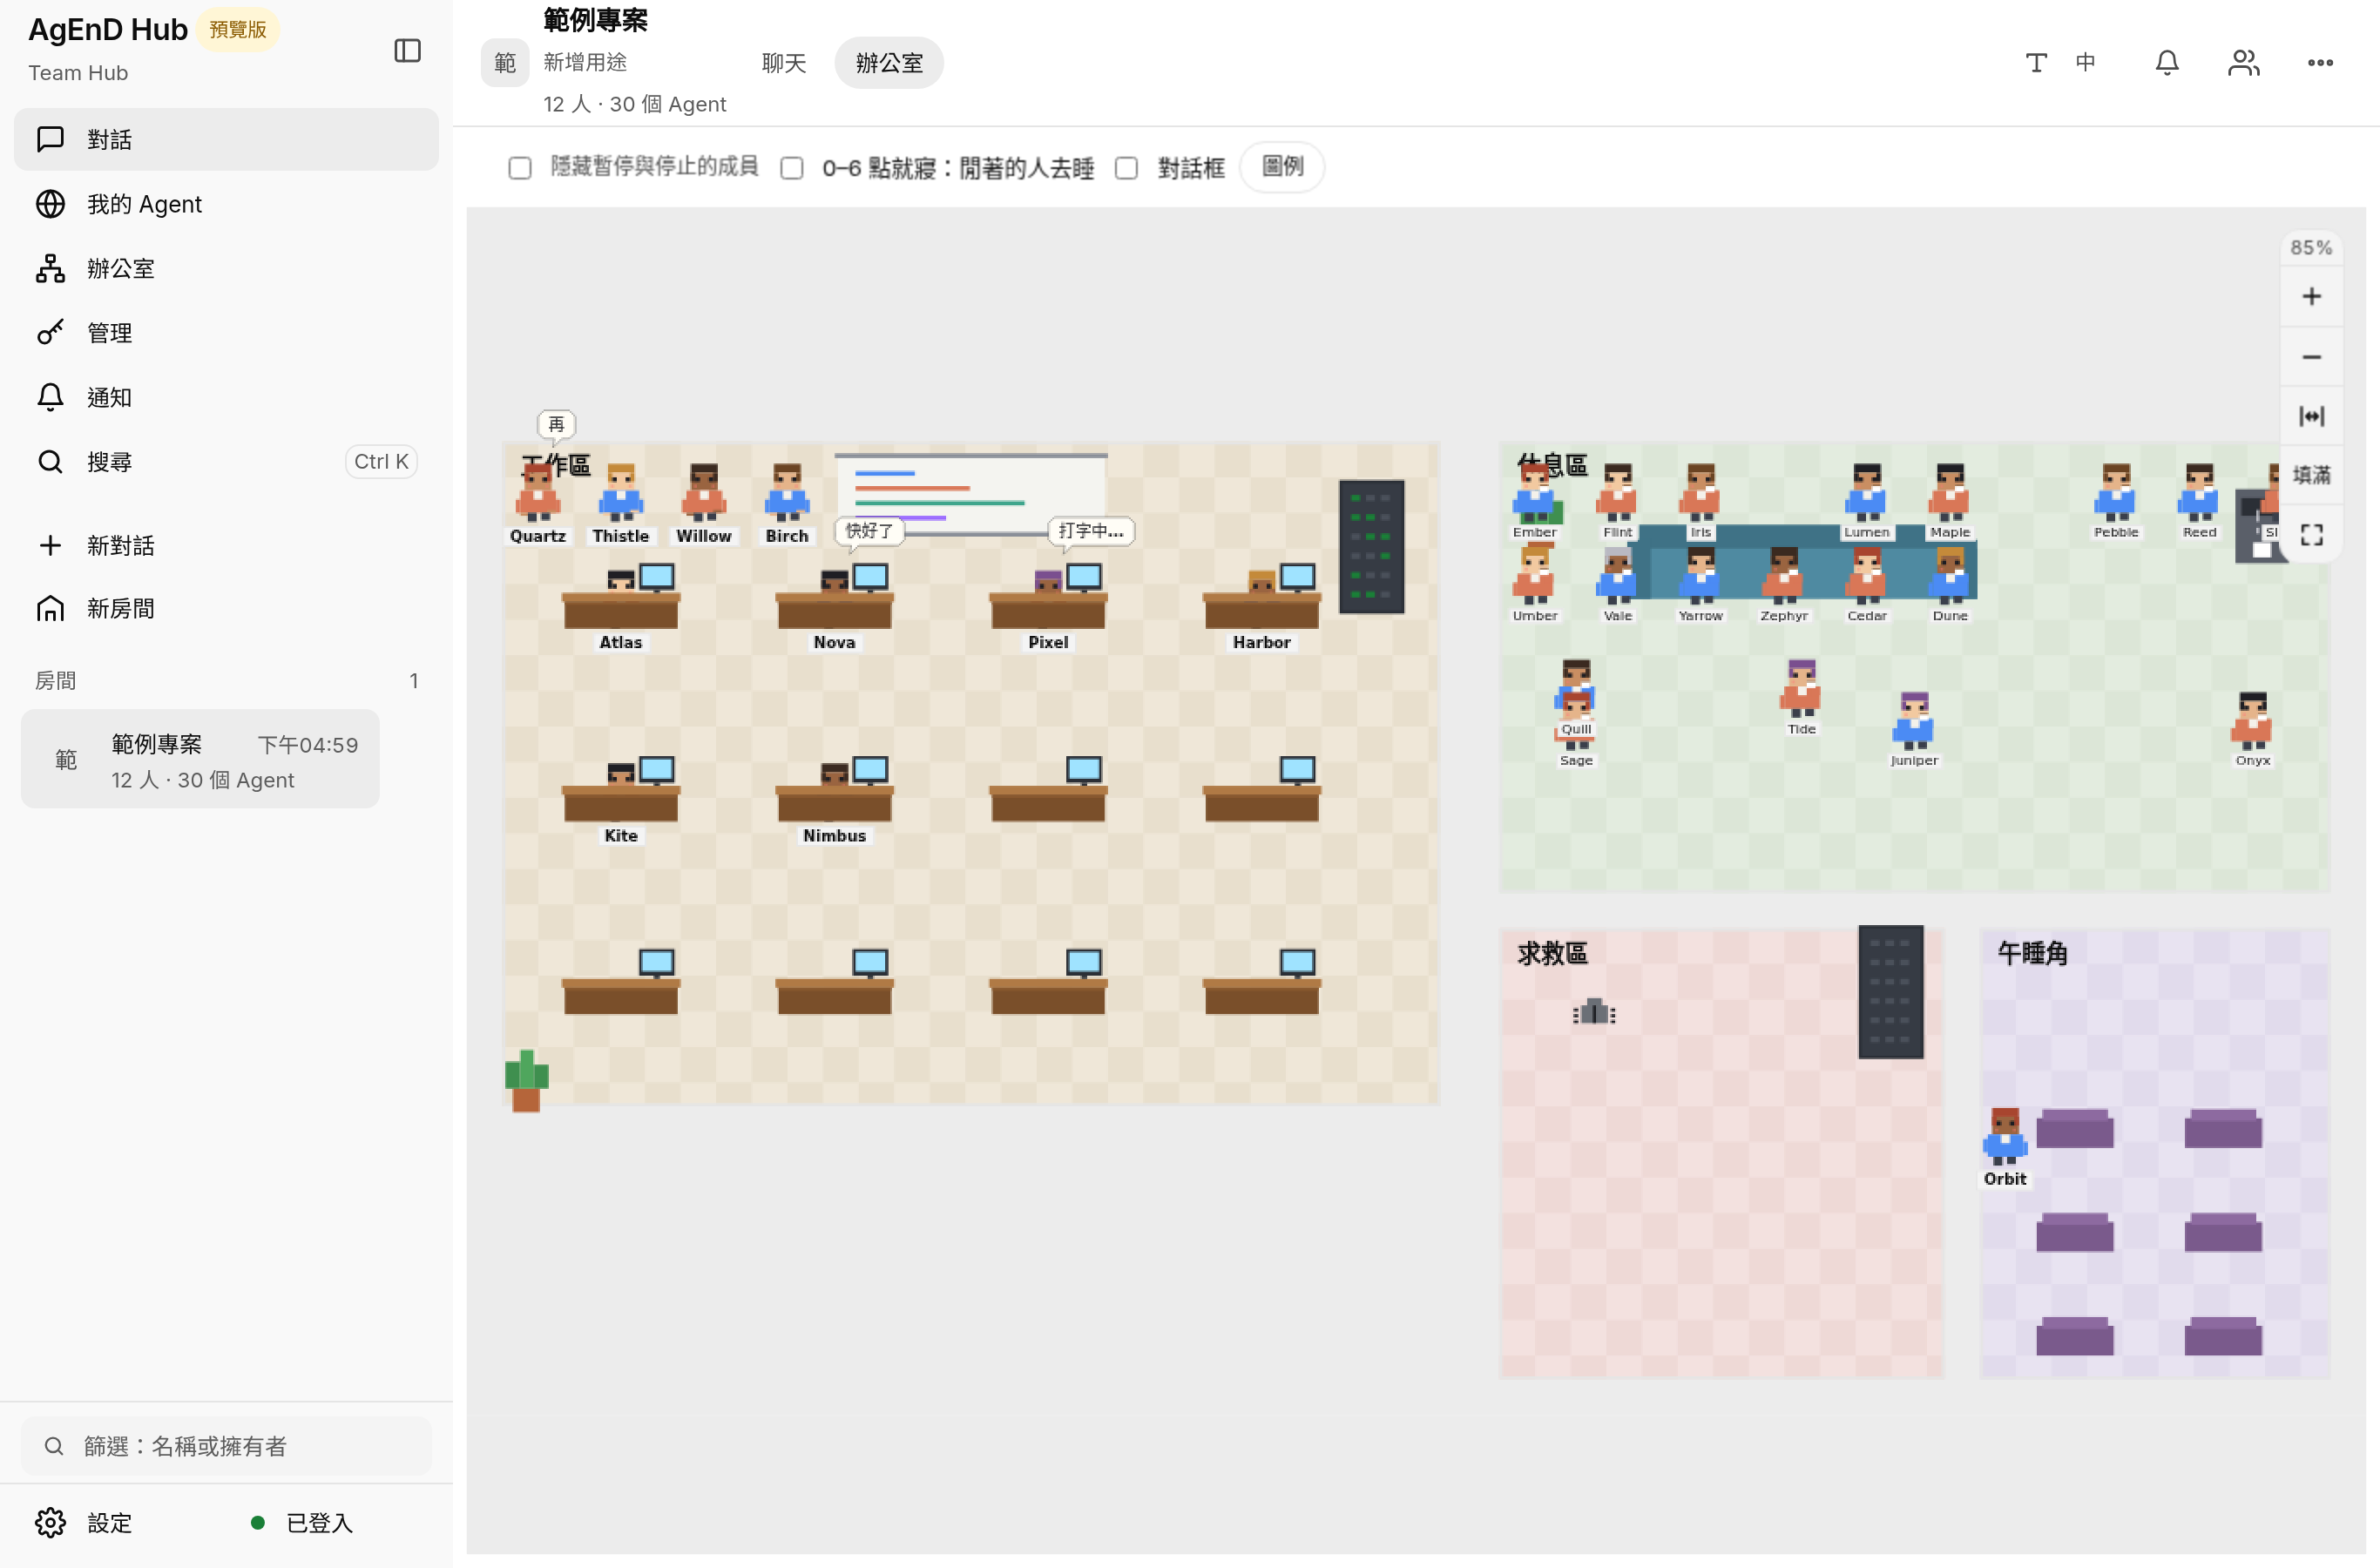 AgEnD Hub 預覽版
Team Hub
對話
我的 Agent
辦公室
管理
通知
搜尋 Ctrl K
新對話
新房間
房間 1
範 範例專案 下午04:59
12 人 · 30 個 Agent
篩選：名稱或擁有者
設定 已登入
範 範例專案
新增用途
12 人 · 30 個 Agent
聊天 辦公室
中
隱藏暫停與停止的成員 0–6 點就寢：閒著的人去睡 對話框 圖例
85%
填滿
再
工作區
Quartz Thistle Willow Birch
快好了 打字中...
Atlas Nova Pixel Harbor
Kite Nimbus
休息區
Ember Flint Iris Lumen Maple Pebble Reed
Umber Vale Yarrow Zephyr Cedar Dune
Quill Tide
Sage Juniper Onyx
求救區
午睡角
Orbit